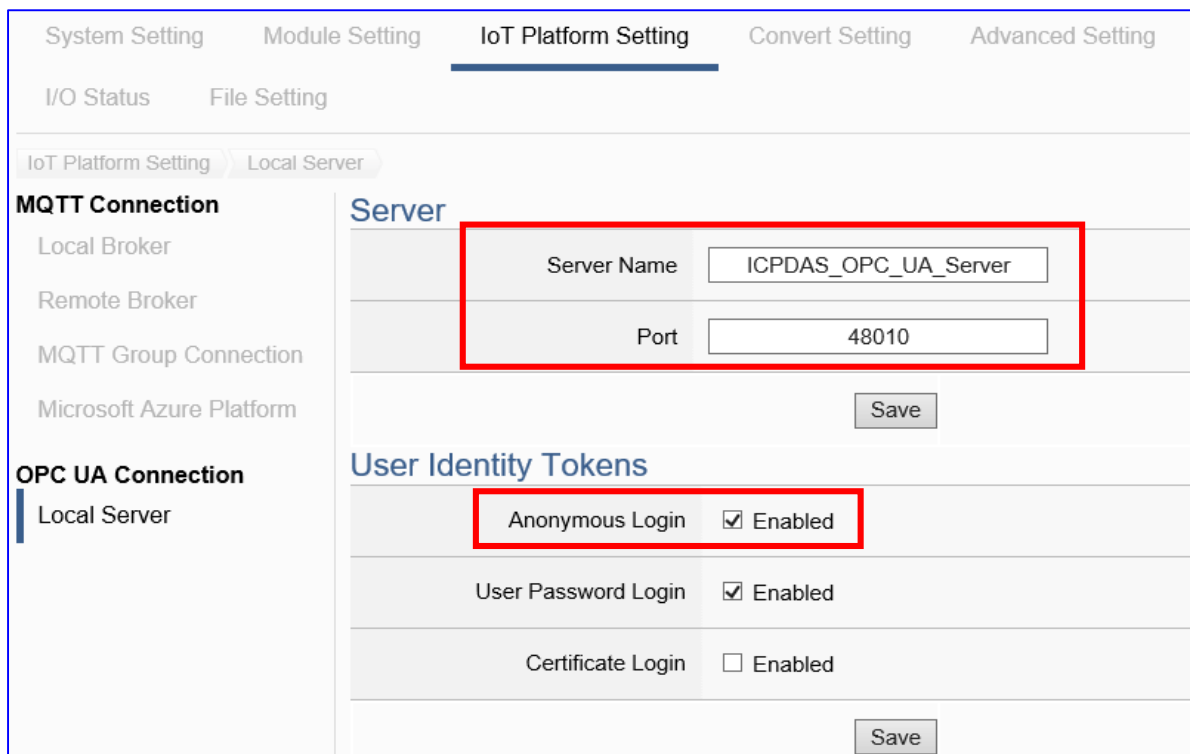 System Setting Module Setting IoT Platform Setting Convert Setting Advanced Setting
I/O Status File Setting
IoT Platform Setting Local Server
MQTT Connection
Local Broker
Remote Broker
MQTT Group Connection
Microsoft Azure Platform
OPC UA Connection
Local Server
Server
Server Name ICPDAS_OPC_UA_Server
Port 48010
Save
User Identity Tokens
Anonymous Login Enabled
User Password Login Enabled
Certificate Login Enabled
Save